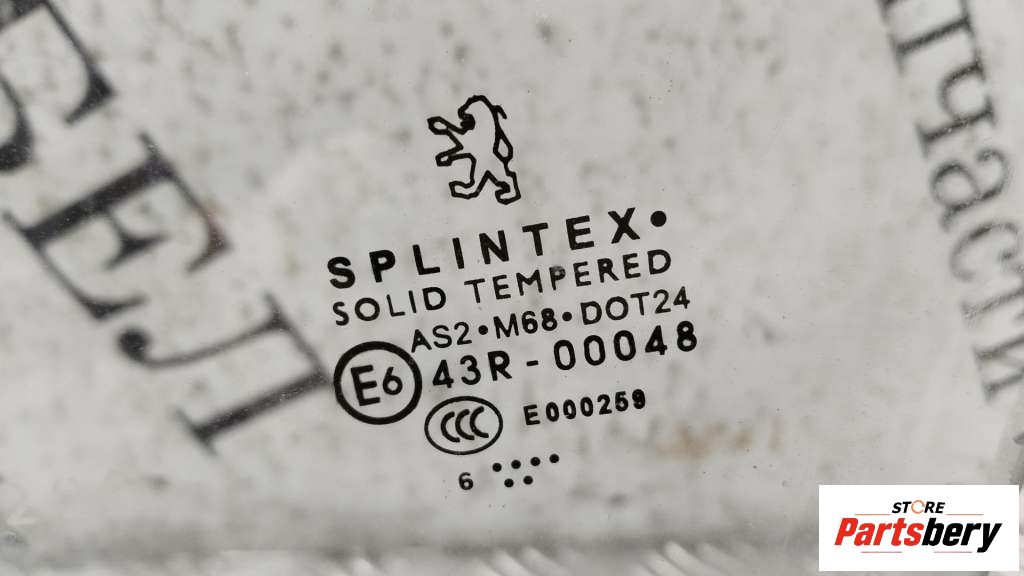 SPLINTEX•
SOLID TEMPERED
AS2•M68•DOT24
E6 43R-00048
CCC E000259
6
STORE
Partsbery